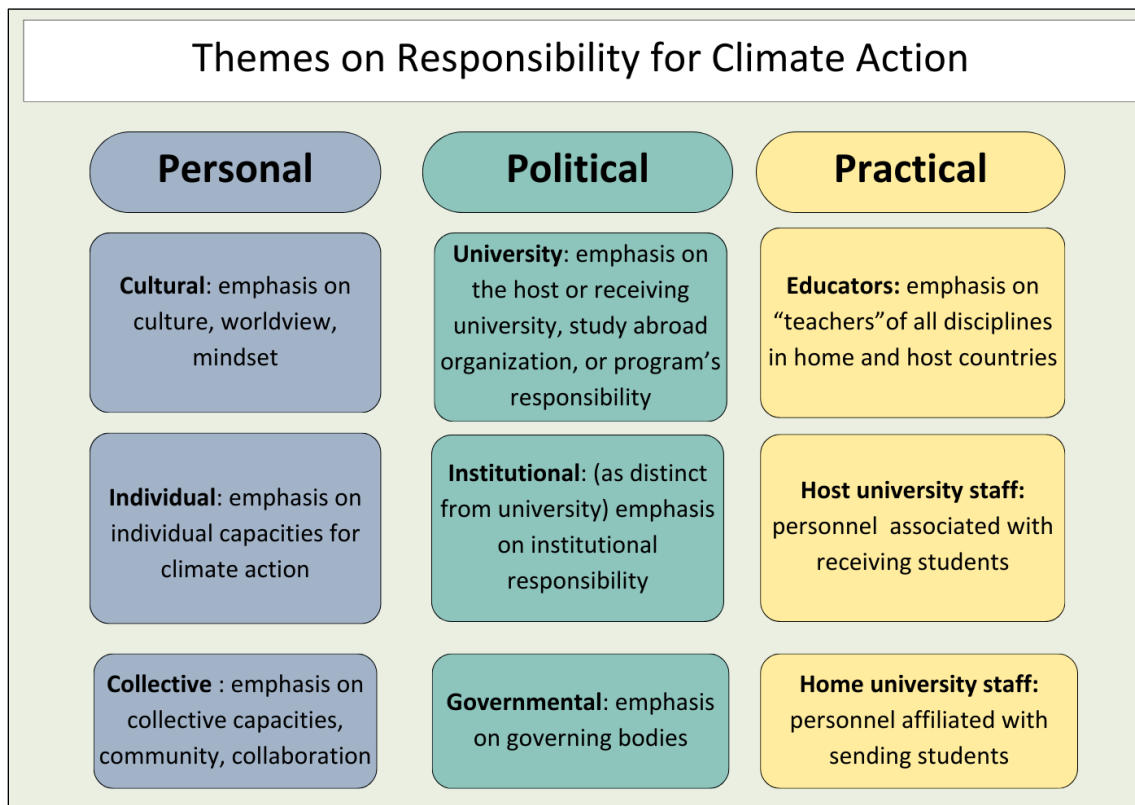 Themes on Responsibility for Climate Action
Personal
Cultural: emphasis on
culture, worldview,
mindset
Individual: emphasis on
individual capacities for
climate action
Collective : emphasis on
collective capacities,
community, collaboration
Political
University: emphasis on
the host or receiving
university, study abroad
organization, or program’s
responsibility
Institutional: (as distinct
from university) emphasis
on institutional
responsibility
Governmental: emphasis
on governing bodies
Practical
Educators: emphasis on
“teachers”of all disciplines
in home and host countries
Host university staff:
personnel  associated with
receiving students
Home university staff:
personnel affiliated with
sending students